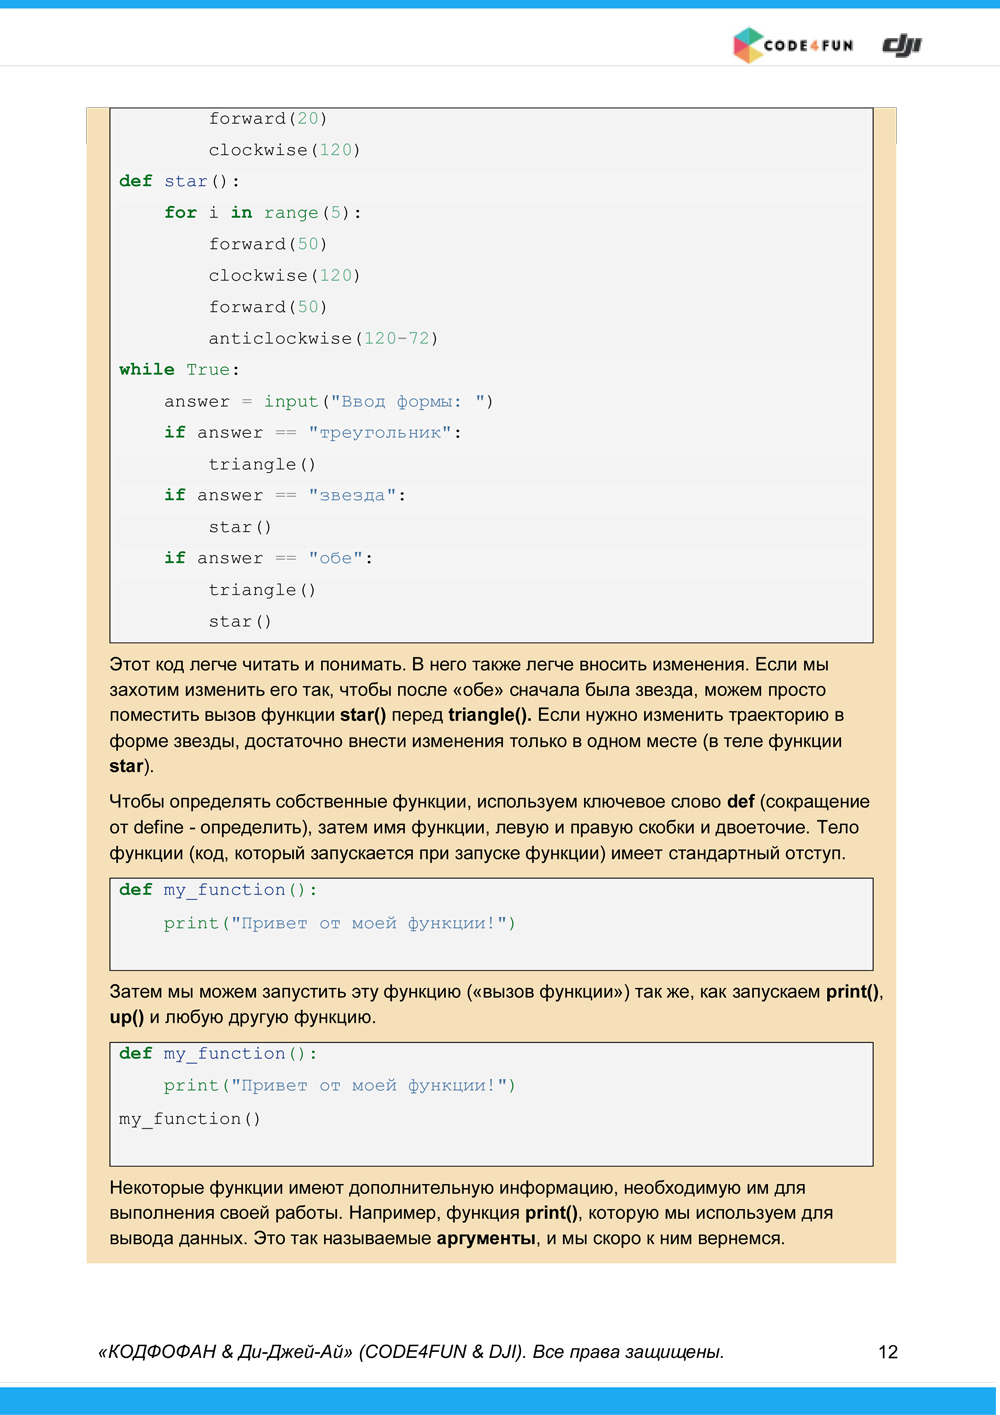 CODE4FUN dji
        forward(20)
        clockwise(120)
def star():
    for i in range(5):
        forward(50)
        clockwise(120)
        forward(50)
        anticlockwise(120-72)
while True:
    answer = input("Ввод формы: ")
    if answer == "треугольник":
        triangle()
    if answer == "звезда":
        star()
    if answer == "обе":
        triangle()
        star()
Этот код легче читать и понимать. В него также легче вносить изменения. Если мы
захотим изменить его так, чтобы после «обе» сначала была звезда, можем просто
поместить вызов функции star() перед triangle(). Если нужно изменить траекторию в
форме звезды, достаточно внести изменения только в одном месте (в теле функции
star).
Чтобы определять собственные функции, используем ключевое слово def (сокращение
от define - определить), затем имя функции, левую и правую скобки и двоеточие. Тело
функции (код, который запускается при запуске функции) имеет стандартный отступ.
def my_function():
    print("Привет от моей функции!")
Затем мы можем запустить эту функцию («вызов функции») так же, как запускаем print(),
up() и любую другую функцию.
def my_function():
    print("Привет от моей функции!")
my_function()
Некоторые функции имеют дополнительную информацию, необходимую им для
выполнения своей работы. Например, функция print(), которую мы используем для
вывода данных. Это так называемые аргументы, и мы скоро к ним вернемся.
«КОДФОФАН & Ди-Джей-Ай» (CODE4FUN & DJI). Все права защищены. 12